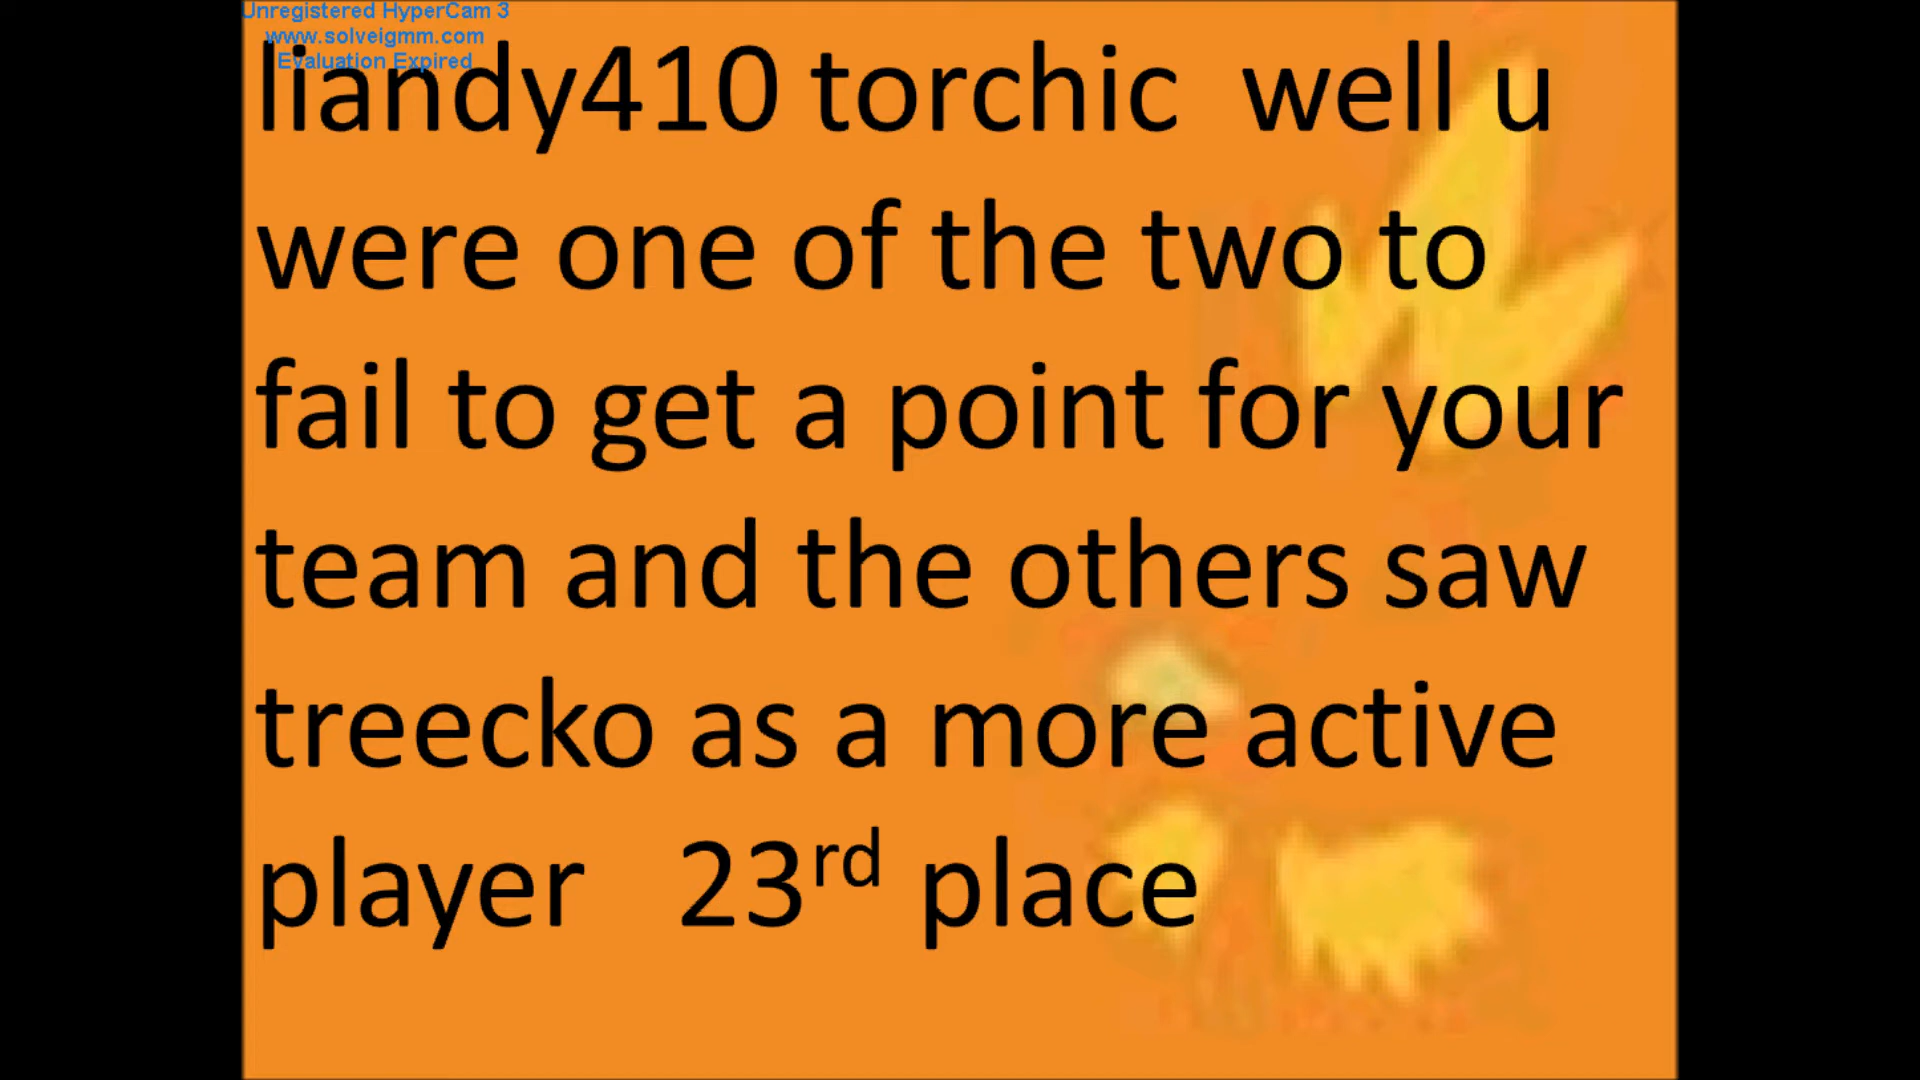 Unregistered HyperCam 3
www.solveigmm.com
Evaluation Expired
liandy410 torchic  well u
were one of the two to
fail to get a point for your
team and the others saw
treecko as a more active
player   23rd place